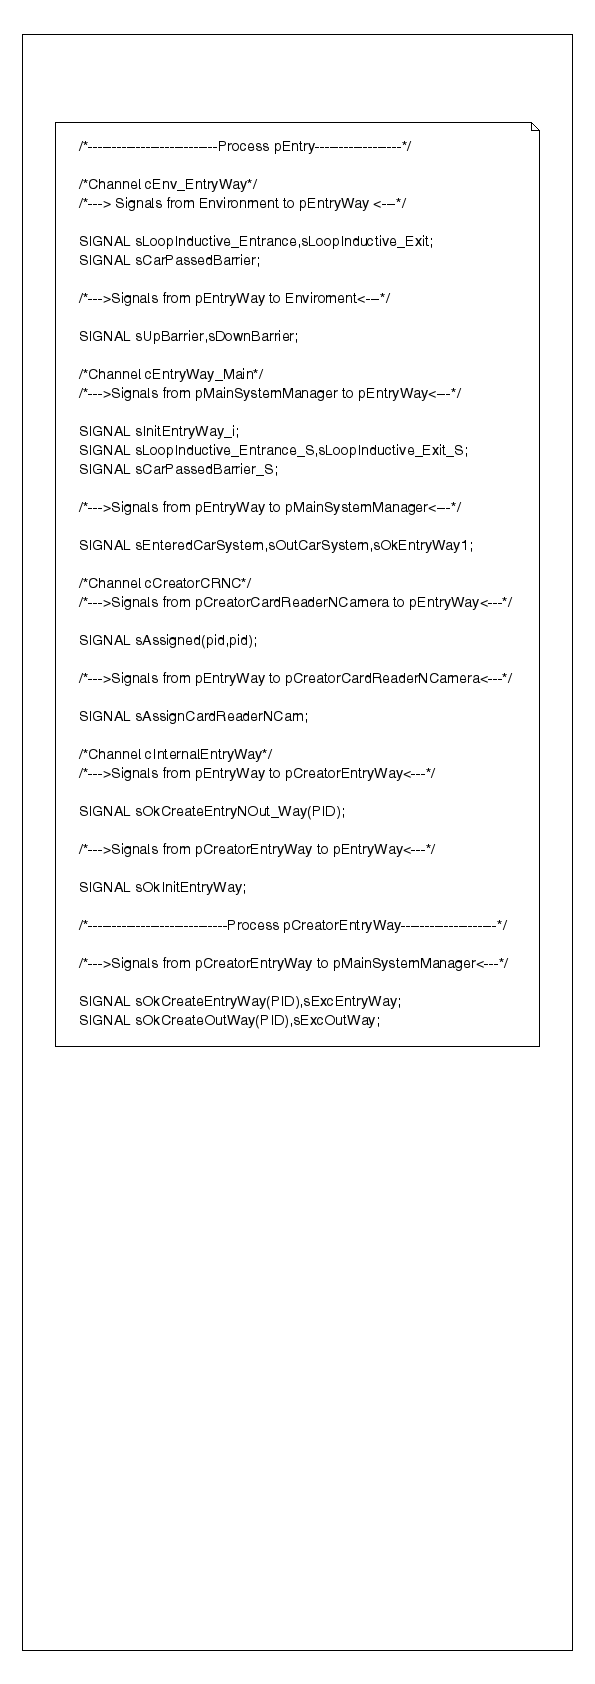 /*---------------------------Process pEntry------------------*/
/*Channel cEnv_EntryWay*/
/*---> Signals from Environment to pEntryWay <---*/
SIGNAL sLoopInductive_Entrance,sLoopInductive_Exit;
SIGNAL sCarPassedBarrier;
/*--->Signals from pEntryWay to Enviroment<---*/
SIGNAL sUpBarrier,sDownBarrier;
/*Channel cEntryWay_Main*/
/*--->Signals from pMainSystemManager to pEntryWay<---*/
SIGNAL sInitEntryWay_i;
SIGNAL sLoopInductive_Entrance_S,sLoopInductive_Exit_S;
SIGNAL sCarPassedBarrier_S;
/*--->Signals from pEntryWay to pMainSystemManager<---*/
SIGNAL sEnteredCarSystem,sOutCarSystem,sOkEntryWay1;
/*Channel cCreatorCRNC*/
/*--->Signals from pCreatorCardReaderNCamera to pEntryWay<---*/
SIGNAL sAssigned(pid,pid);
/*--->Signals from pEntryWay to pCreatorCardReaderNCamera<---*/
SIGNAL sAssignCardReaderNCam;
/*Channel cInternalEntryWay*/
/*--->Signals from pEntryWay to pCreatorEntryWay<---*/
SIGNAL sOkCreateEntryNOut_Way(PID);
/*--->Signals from pCreatorEntryWay to pEntryWay<---*/
SIGNAL sOkInitEntryWay;
/*-----------------------------Process pCreatorEntryWay--------------------*/
/*--->Signals from pCreatorEntryWay to pMainSystemManager<---*/
SIGNAL sOkCreateEntryWay(PID),sExcEntryWay;
SIGNAL sOkCreateOutWay(PID),sExcOutWay;